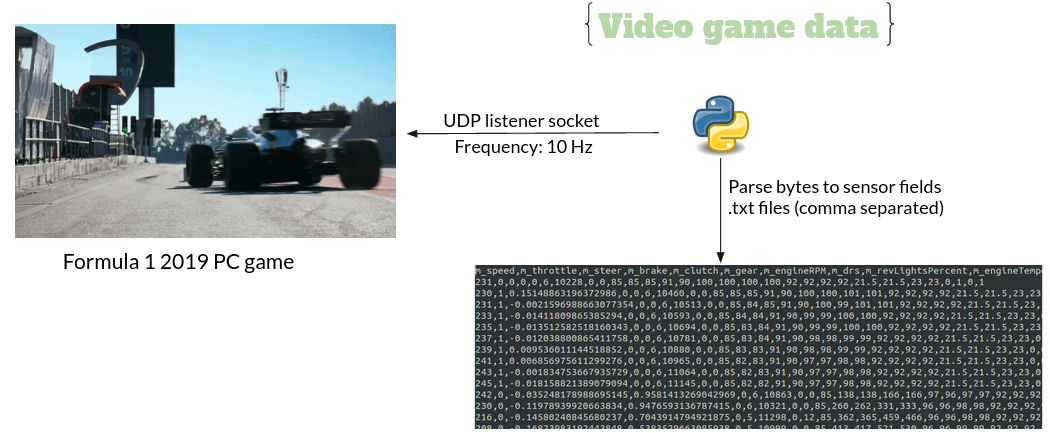 {Video game data}
10
UDP listener socket
Frequency: 10 Hz
Parse bytes to sensor fields
.txt files (comma separated)
Formula 1 2019 PC game
m_speed,m_throttle,m_steer,m_brake,m_clutch,m_gear,m_engineRPM,m_drs,m_revLightsPercent,m_engineTempe
231,0,0,0,0,6,10228,0,0,85,85,85,91,90,100,100,100,100,92,92,92,92,21.5,21.5,23,23,0,1,0,1
230,1,0.1514886319637 2986,0,0,6,10460,0,0,85,85,85,91,90,100,100,101,101,92,92,92,92,21.5,21.5,23,23
231,1,-0.0021596988663077354,0,0,6,10513,0,0,85,84,85,91,90,100,99,100,101,92,92,92,92,21.5,21.5,23,
233,1,-0.01411809865385294,0,0,6,10593,0,0,85,84,84,91,90,99,99,100,100,92,92,92,92,21.5,21.5,23,23,
235,1,-0.013512582518160343,0,0,6,10694,0,0,85,83,84,91,90,99,99,100,100,92,92,92,92,21.5,21.5,23,23
237,1,-0.012038800865411758,0,0,6,10781,0,0,85,83,84,91,90,98,98,99,99,92,92,92,92,21.5,21.5,23,23,0
239,1,0.009536011144518852,0,0,6,10880,0,0,85,83,83,91,90,98,98,99,99,92,92,92,92,21.5,21.5,23,23,0,
241,1,0.006856975611299276,0,0,6,10965,0,0,85,82,83,91,90,97,97,98,98,92,92,92,92,21.5,21.5,23,23,0,
243,1,-0.001834753667935729,0,0,6,11064,0,0,85,82,83,91,90,97,97,98,98,92,92,92,92,21.5,21.5,23,23,0
245,1,-0.018158821389079094,0,0,6,11145,0,0,85,82,82,91,90,97,97,98,98,92,92,92,92,21.5,21.5,23,23,0
242,0,-0.035248178988695145,0.9581413269042969,0,6,10863,0,0,85,138,138,166,166,97,96,97,97,92,92,92
230,0,-0.11978939920663834,0.9476593136787415,0,6,10321,0,0,85,260,262,331,333,96,96,98,98,92,92,92,
216,0,-0.14580240845680237,0.7043914794921875,0,5,11298,0,12,85,362,365,459,466,96,96,98,98,92,92,92